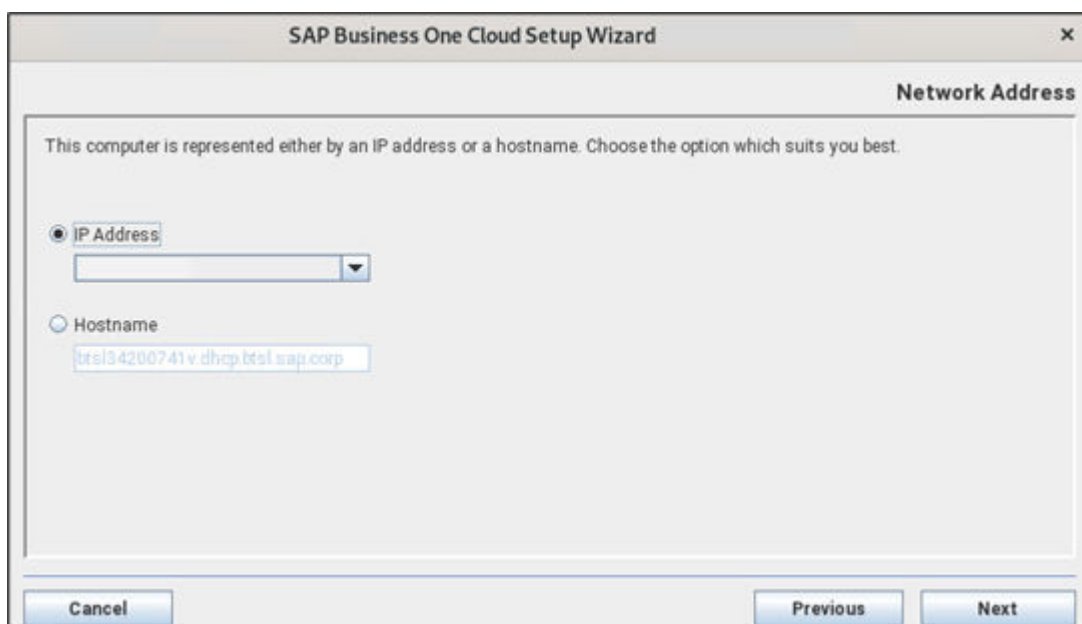 SAP Business One Cloud Setup Wizard
×
Network Address
This computer is represented either by an IP address or a hostname. Choose the option which suits you best.
IP Address
Hostname
btsl34200741v.dhcp.btsl.sap.corp
Cancel
Previous
Next